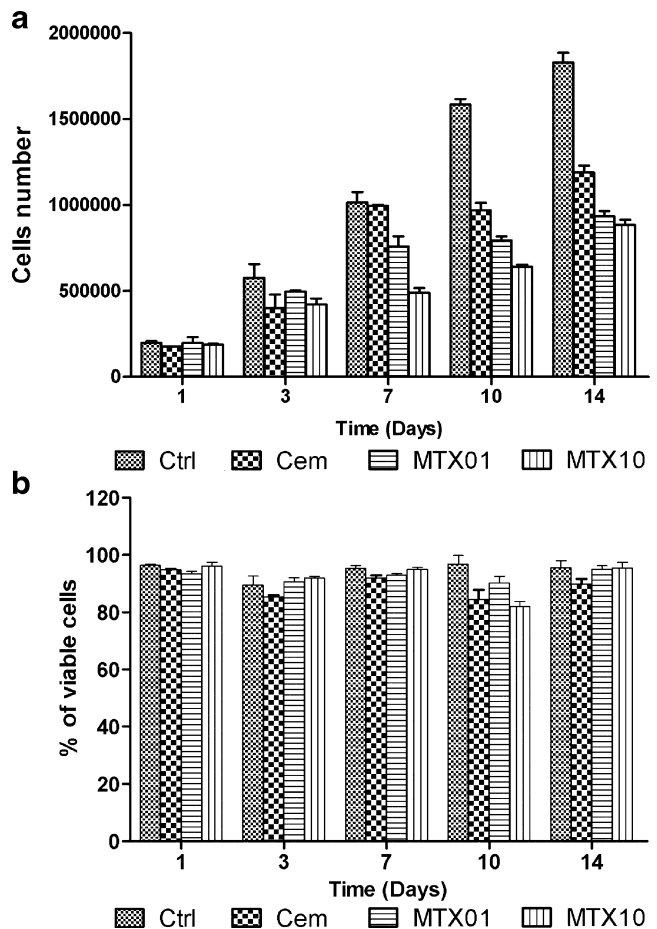 a
2000000
1500000
1000000
500000
0
Cells number
1 3 7 10 14
Time (Days)
Ctrl Cem MTX01 MTX10
b
120
100
80
60
40
20
0
% of viable cells
1 3 7 10 14
Time (Days)
Ctrl Cem MTX01 MTX10